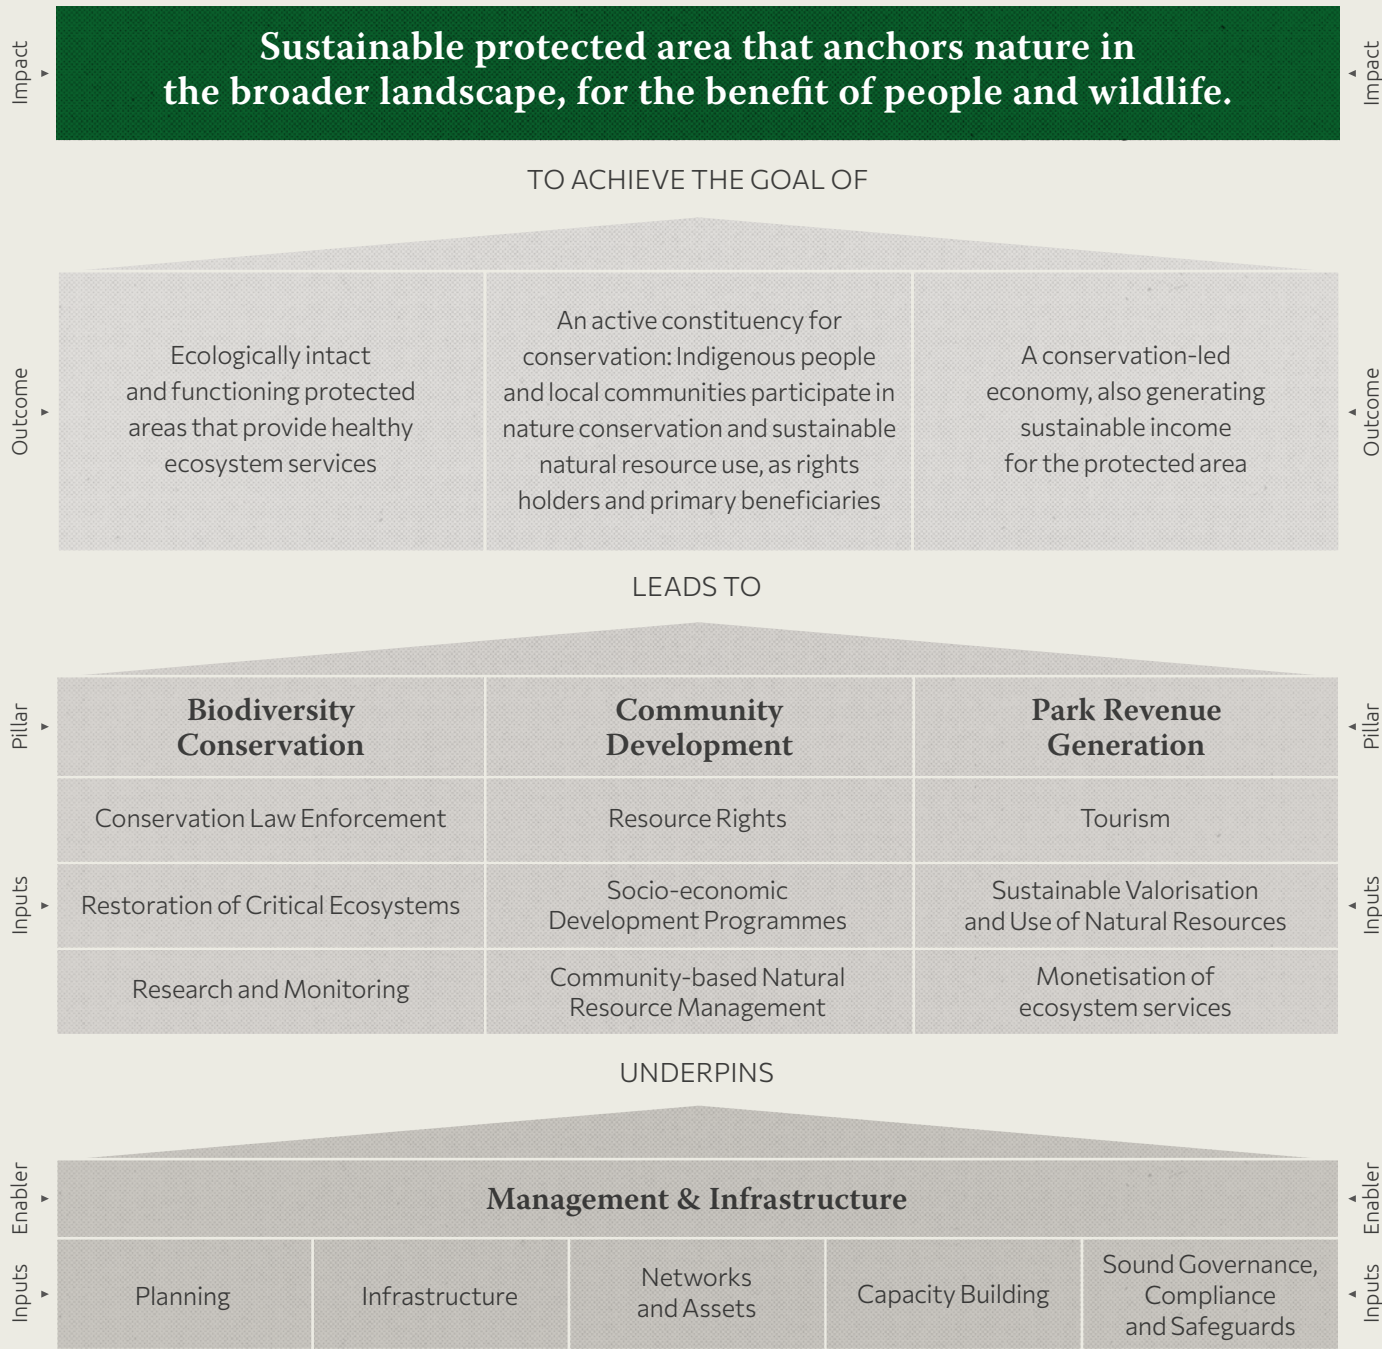 Impact
Sustainable protected area that anchors nature in
the broader landscape, for the benefit of people and wildlife.
Impact
TO ACHIEVE THE GOAL OF
Outcome
Ecologically intact
and functioning protected
areas that provide healthy
ecosystem services
An active constituency for
conservation: Indigenous people
and local communities participate in
nature conservation and sustainable
natural resource use, as rights
holders and primary beneficiaries
A conservation-led
economy, also generating
sustainable income
for the protected area
Outcome
LEADS TO
Pillar
Biodiversity
Conservation
Community
Development
Park Revenue
Generation
Pillar
Inputs
Conservation Law Enforcement
Resource Rights
Tourism
Restoration of Critical Ecosystems
Socio-economic
Development Programmes
Sustainable Valorisation
and Use of Natural Resources
Research and Monitoring
Community-based Natural
Resource Management
Monetisation of
ecosystem services
Inputs
UNDERPINS
Enabler
Management & Infrastructure
Enabler
Inputs
Planning
Infrastructure
Networks
and Assets
Capacity Building
Sound Governance,
Compliance
and Safeguards
Inputs